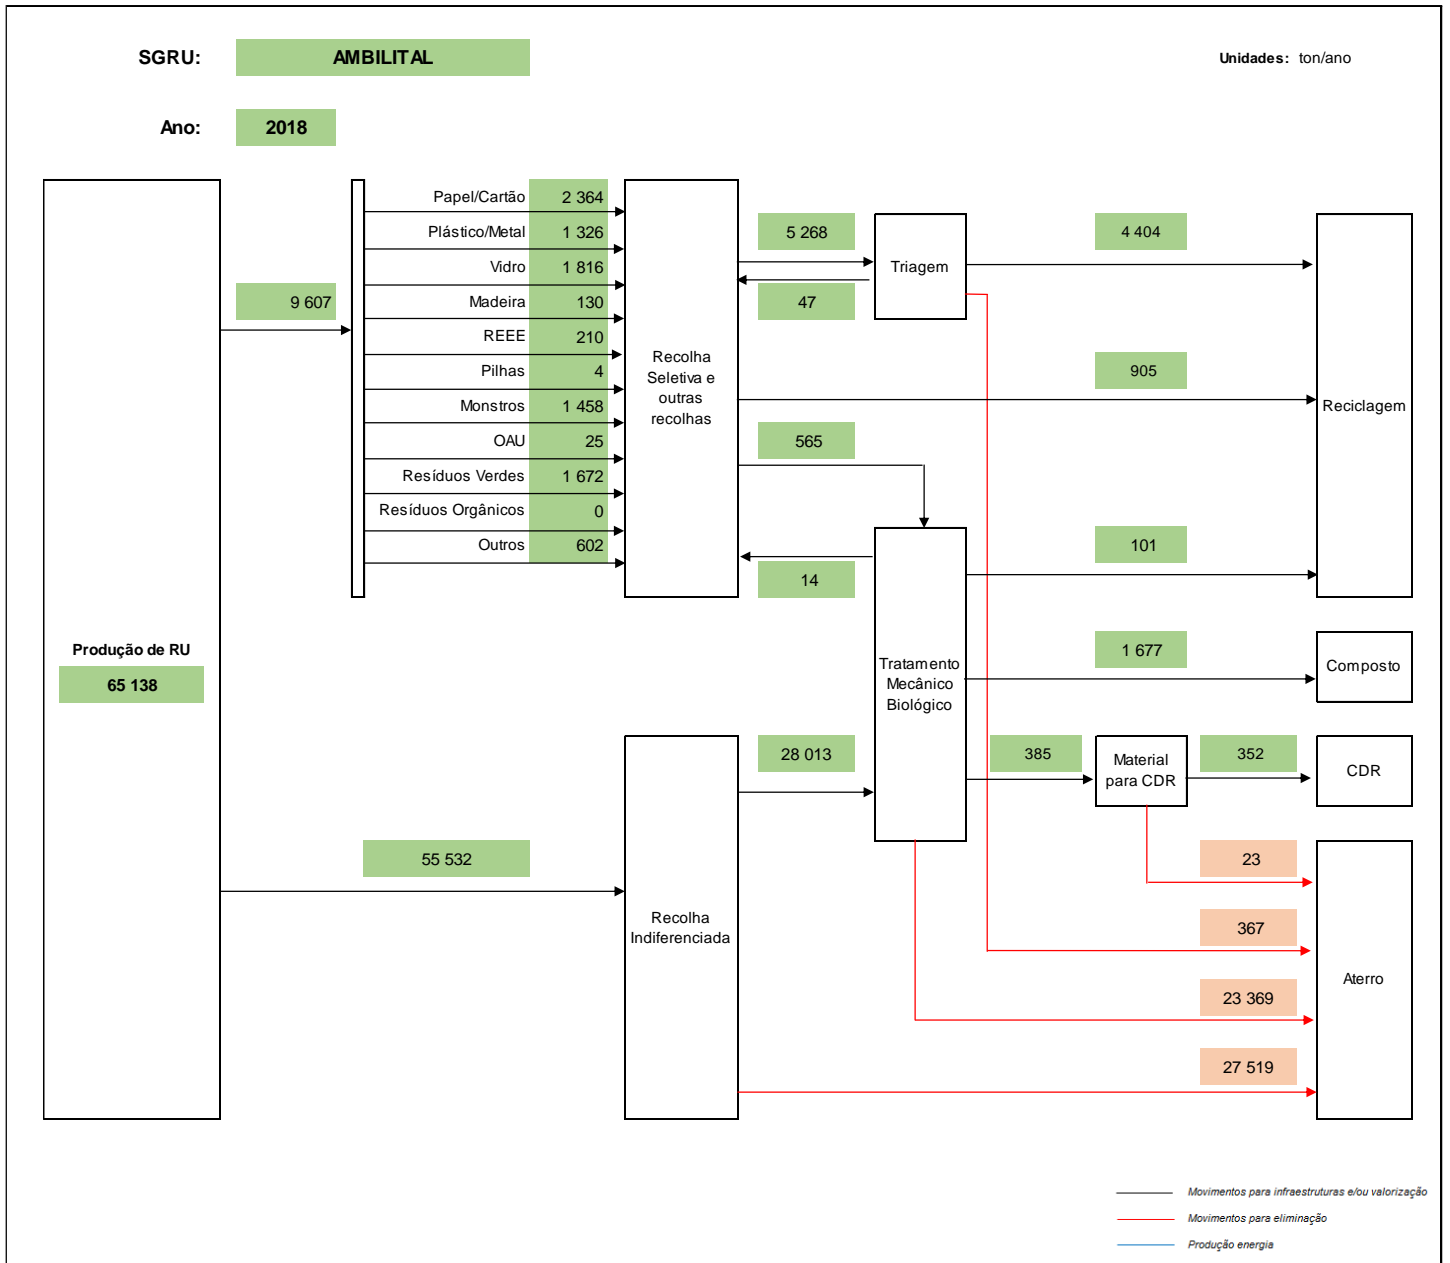 SGRU: AMBILITAL Unidades: ton/ano
Ano: 2018
Papel/Cartão 2 364
Plástico/Metal 1 326
Vidro 1 816
Madeira 130
REEE 210
Pilhas 4
Monstros 1 458
OAU 25
Resíduos Verdes 1 672
Resíduos Orgânicos 0
Outros 602
9 607
Recolha
Seletiva e
outras
recolhas
5 268
47
Triagem
4 404
905
565
14
101
Reciclagem
Produção de RU
65 138
Tratamento
Mecânico
Biológico
1 677
Composto
28 013
385
Material
para CDR
352
CDR
55 532
Recolha
Indiferenciada
23
367
23 369
27 519
Aterro
Movimentos para infraestruturas e/ou valorização
Movimentos para eliminação
Produção energia